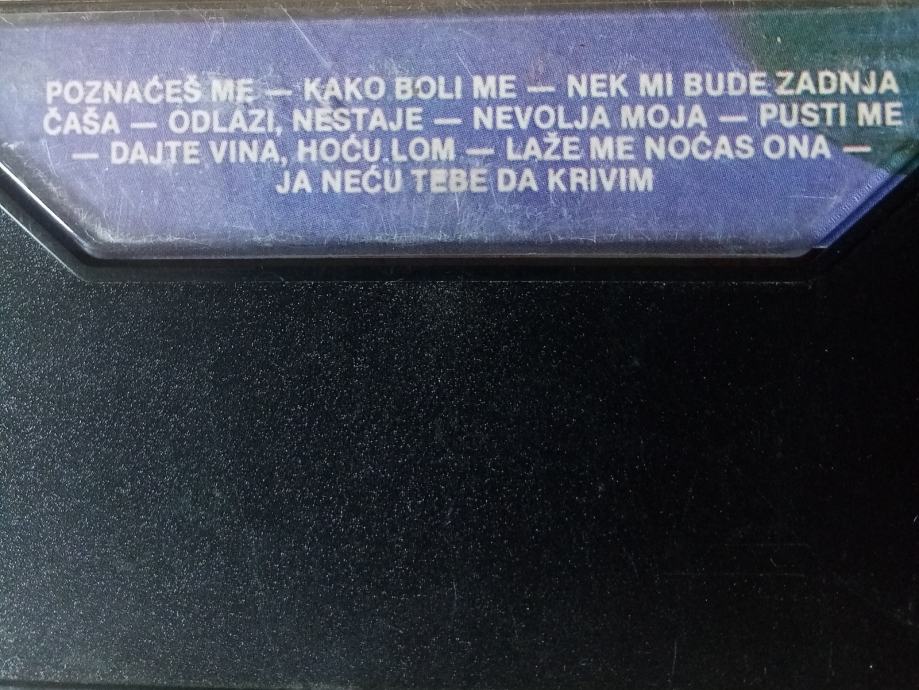 POZNAĆEŠ ME — KAKO BOLI ME — NEK MI BUDE ZADNJA
ČAŠA — ODLAZI, NESTAJE — NEVOLJA MOJA — PUSTI ME
— DAJTE VINA, HOĆU LOM — LAŽE ME NOĆAS ONA —
JA NEĆU TEBE DA KRIVIM